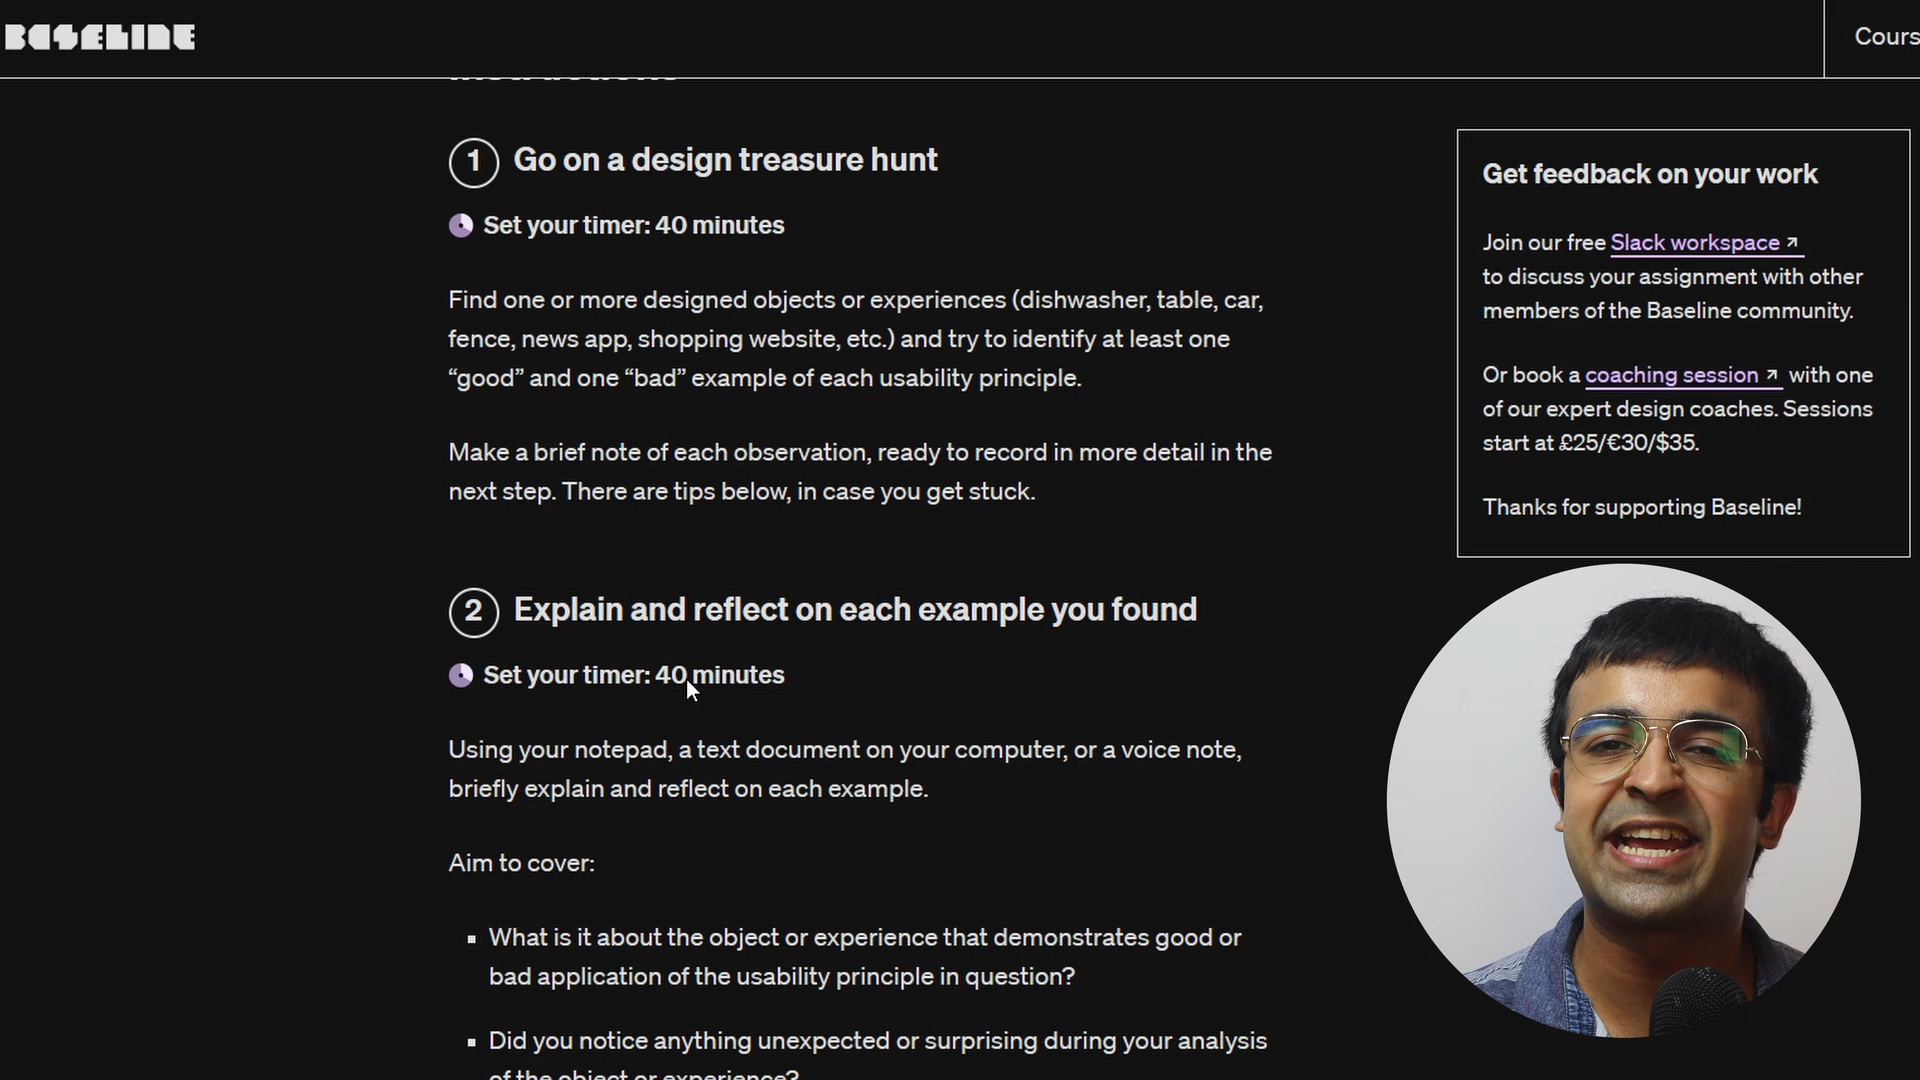 BASELINE
Cours
Instructions
1 Go on a design treasure hunt
Set your timer: 40 minutes
Find one or more designed objects or experiences (dishwasher, table, car,
fence, news app, shopping website, etc.) and try to identify at least one
“good” and one “bad” example of each usability principle.
Make a brief note of each observation, ready to record in more detail in the
next step. There are tips below, in case you get stuck.
2 Explain and reflect on each example you found
Set your timer: 40 minutes
Using your notepad, a text document on your computer, or a voice note,
briefly explain and reflect on each example.
Aim to cover:
What is it about the object or experience that demonstrates good or
bad application of the usability principle in question?
Did you notice anything unexpected or surprising during your analysis
of the object or experience?
Get feedback on your work
Join our free Slack workspace ↗
to discuss your assignment with other
members of the Baseline community.
Or book a coaching session ↗ with one
of our expert design coaches. Sessions
start at £25/€30/$35.
Thanks for supporting Baseline!